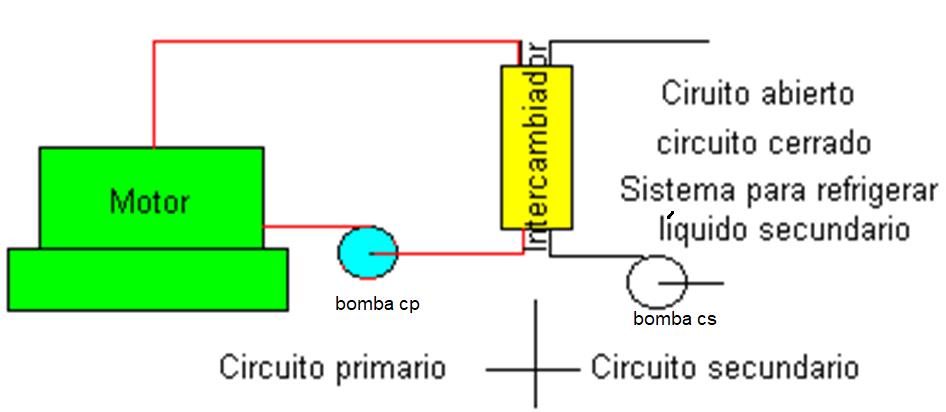 Intercambiador
Ciruito abierto
circuito cerrado
Motor
Sistema para refrigerar
líquido secundario
bomba cp
bomba cs
Circuito primario
Circuito secundario